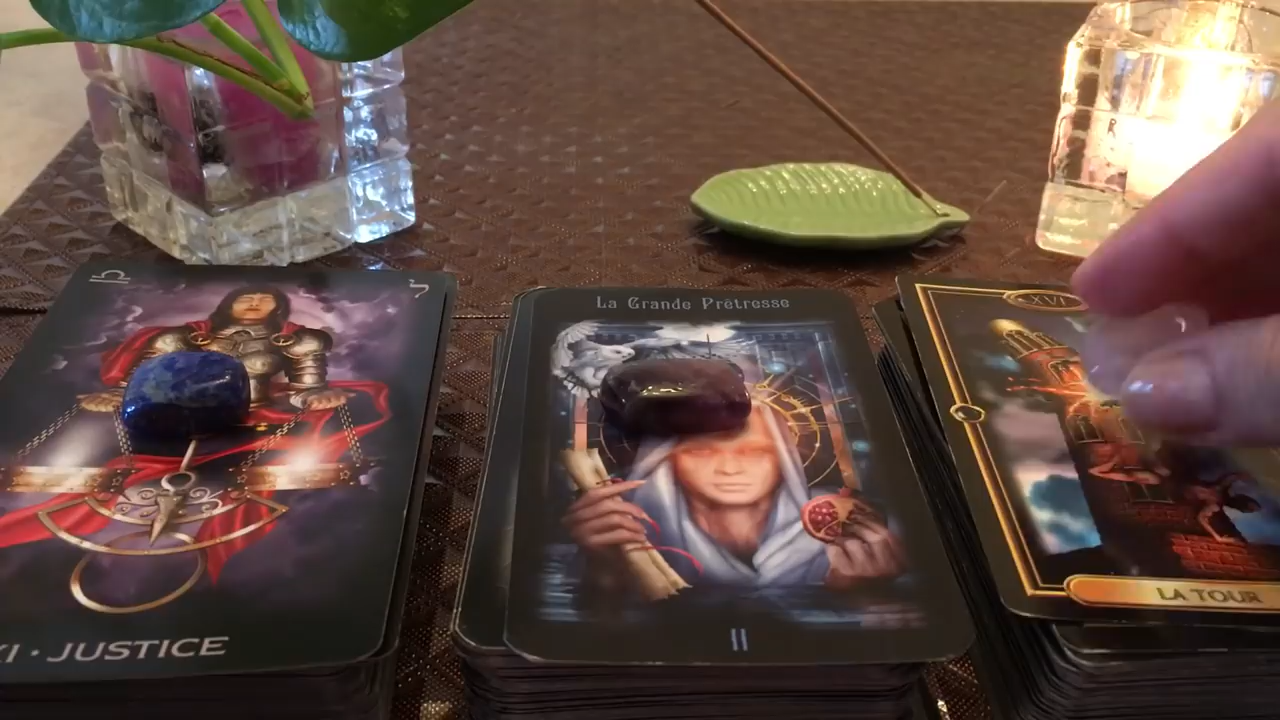 XI · JUSTICE
La Grande Prêtresse
II
XVI
LA TOUR